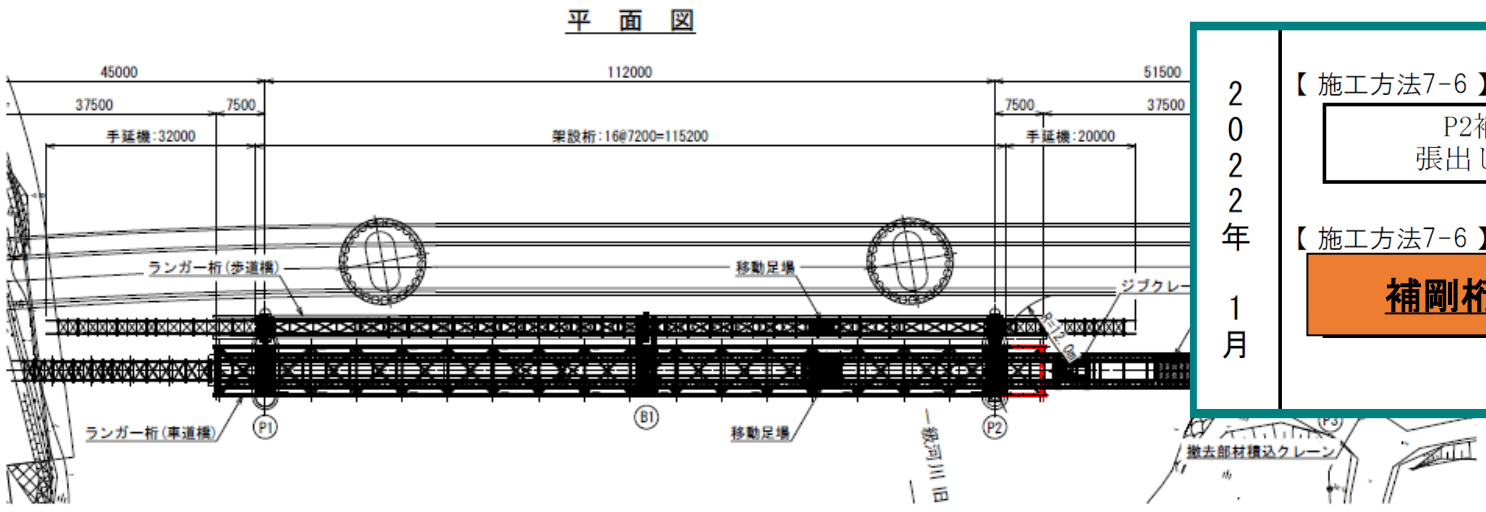 平 面 図
45000
112000
51500
37500
7500
7500
37500
手延機:32000
架設桁:16@7200=115200
手延機:20000
ランガー桁(歩道橋)
移動足場
ジブクレー
R=12.0m
ランガー桁(車道橋)
P1
B1
移動足場
P2
一級河川 旧
P3
撤去部材積込クレーン
2022年 1月
【 施工方法7-6 】
P2補
張出し
【 施工方法7-6 】
補剛桁